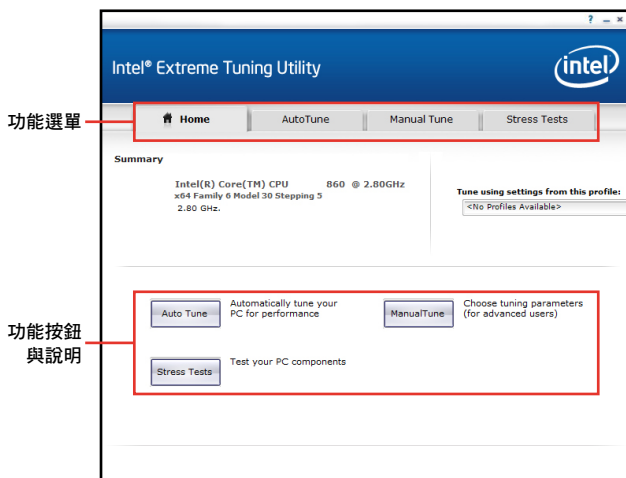 ? – ×
Intel® Extreme Tuning Utility
intel
功能選單
Home AutoTune Manual Tune Stress Tests
Summary
Intel(R) Core(TM) CPU 860 @ 2.80GHz
x64 Family 6 Model 30 Stepping 5
2.80 GHz.
Tune using settings from this profile:
<No Profiles Available>
功能按鈕
與說明
Auto Tune
Automatically tune your
PC for performance
ManualTune
Choose tuning parameters
(for advanced users)
Stress Tests
Test your PC components